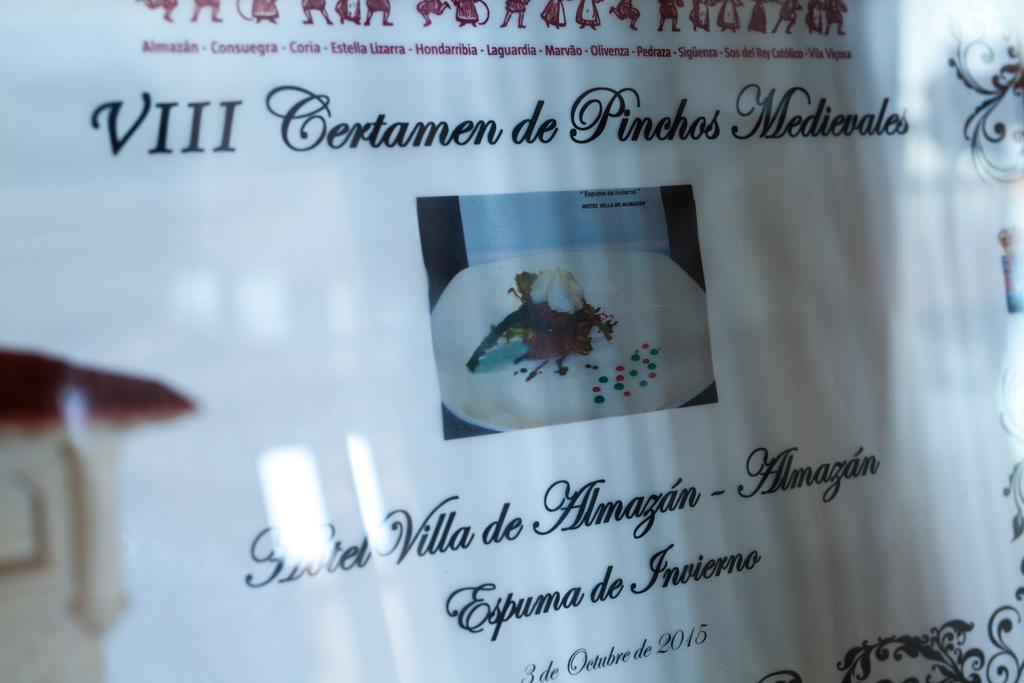 Almazán - Consuegra - Coria - Estella Lizarra - Hondarribia - Laguardia - Marvão - Olivenza - Pedraza - Sigüenza - Sos del Rey Católico - Vila Viçosa
VIII Certamen de Pinchos Medievales
" Espuma de Invierno "
HOTEL VILLA DE ALMAZÁN
Hotel Villa de Almazán - Almazán
Espuma de Invierno
3 de Octubre de 2015